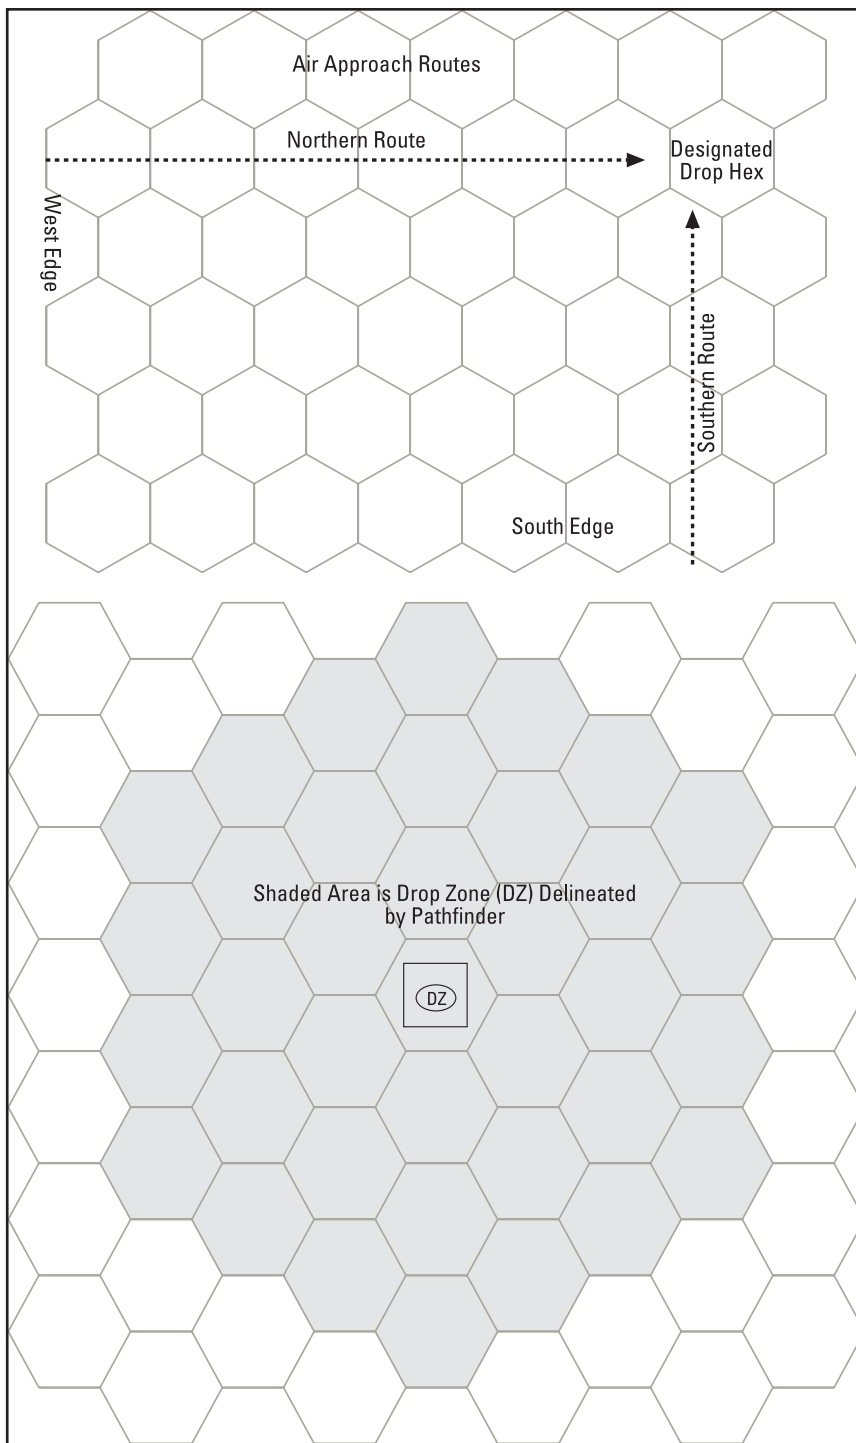 Air Approach Routes
Northern Route
Designated
Drop Hex
West Edge
Southern Route
South Edge
Shaded Area is Drop Zone (DZ) Delineated
by Pathfinder
DZ